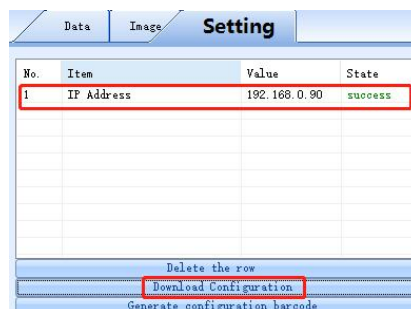 Data Image Setting
No. Item Value State
1 IP Address 192.168.0.90 success
Delete the row
Download Configuration
Generate configuration barcode